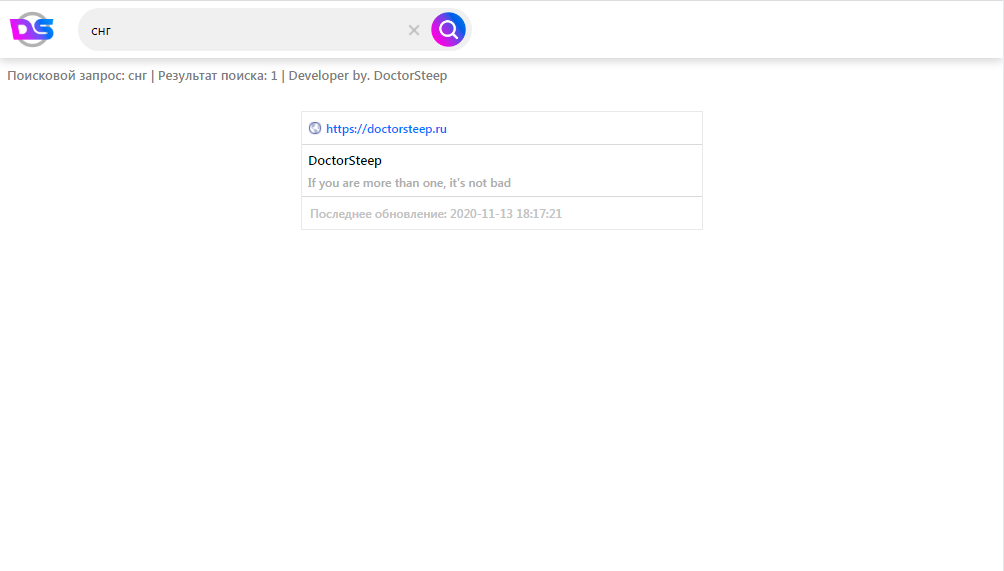 DS
снг
Поисковой запрос: снг | Результат поиска: 1 | Developer by. DoctorSteep
https://doctorsteep.ru
DoctorSteep
If you are more than one, it's not bad
Последнее обновление: 2020-11-13 18:17:21